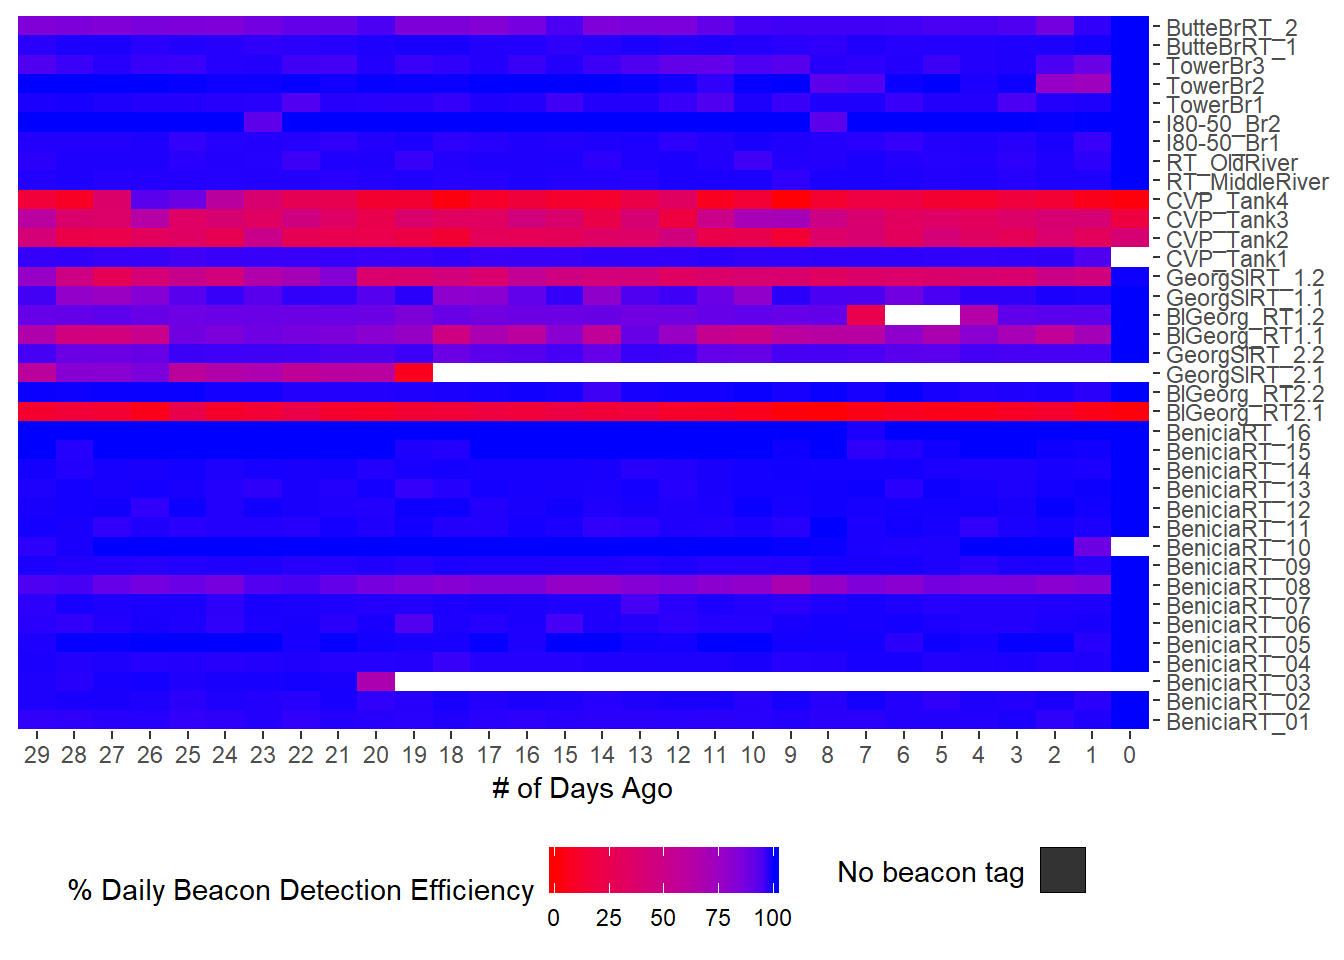 ButteBrRT_2
ButteBrRT_1
TowerBr3
TowerBr2
TowerBr1
I80-50_Br2
I80-50_Br1
RT_OldRiver
RT_MiddleRiver
CVP_Tank4
CVP_Tank3
CVP_Tank2
CVP_Tank1
GeorgSlRT_1.2
GeorgSlRT_1.1
BlGeorg_RT1.2
BlGeorg_RT1.1
GeorgSlRT_2.2
GeorgSlRT_2.1
BlGeorg_RT2.2
BlGeorg_RT2.1
BeniciaRT_16
BeniciaRT_15
BeniciaRT_14
BeniciaRT_13
BeniciaRT_12
BeniciaRT_11
BeniciaRT_10
BeniciaRT_09
BeniciaRT_08
BeniciaRT_07
BeniciaRT_06
BeniciaRT_05
BeniciaRT_04
BeniciaRT_03
BeniciaRT_02
BeniciaRT_01
29 28 27 26 25 24 23 22 21 20 19 18 17 16 15 14 13 12 11 10 9 8 7 6 5 4 3 2 1 0
# of Days Ago
% Daily Beacon Detection Efficiency
0 25 50 75 100
No beacon tag